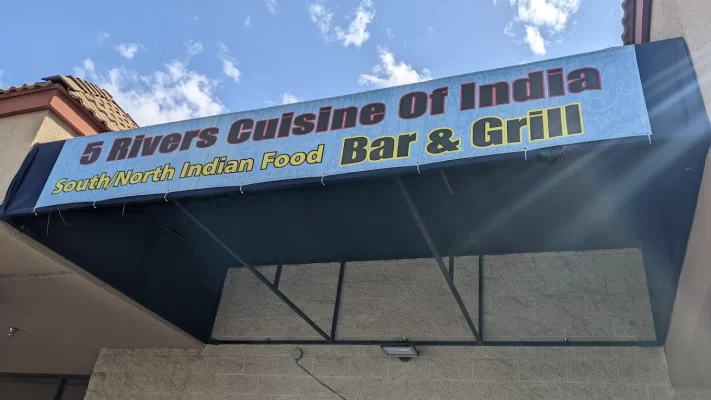 5 Rivers Cuisine Of India
South/North Indian Food Bar & Grill